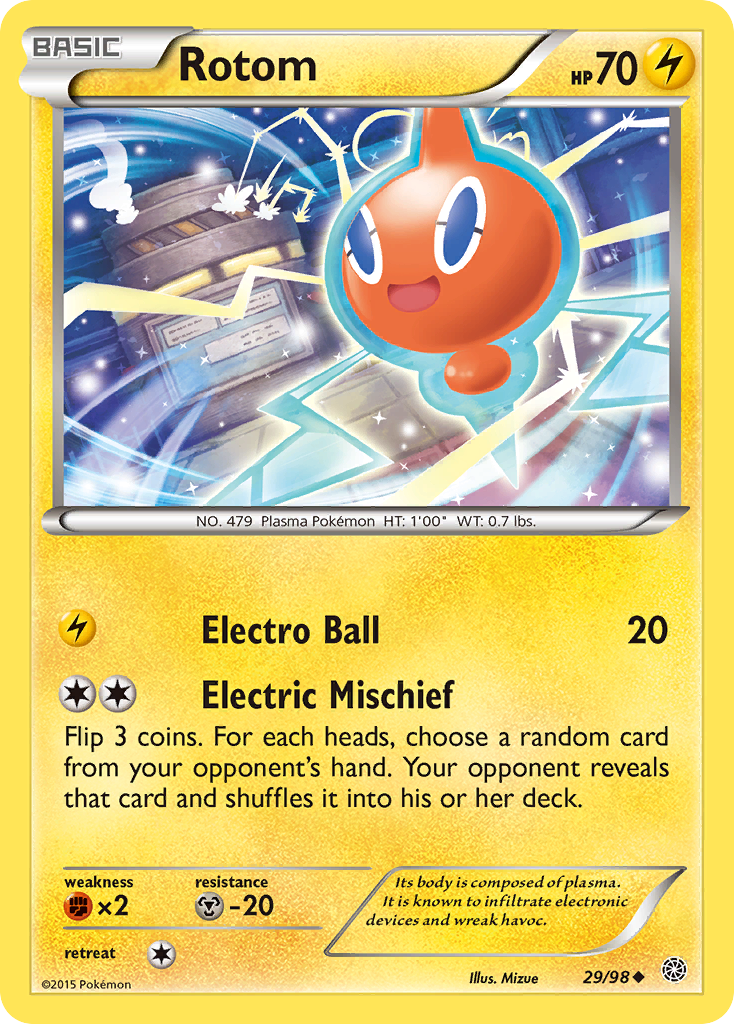 BASIC
Rotom
HP 70
NO. 479 Plasma Pokémon HT: 1'00" WT: 0.7 lbs.
Electro Ball 20
Electric Mischief
Flip 3 coins. For each heads, choose a random card
from your opponent's hand. Your opponent reveals
that card and shuffles it into his or her deck.
weakness
×2
resistance
-20
retreat
Its body is composed of plasma.
It is known to infiltrate electronic
devices and wreak havoc.
©2015 Pokémon
Illus. Mizue
29/98